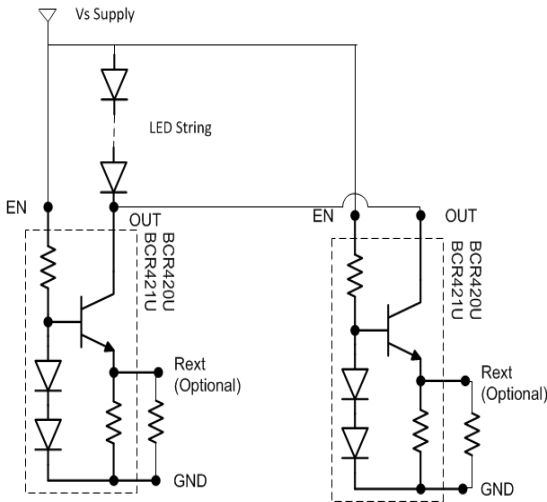 Vs Supply
LED String
EN
OUT
BCR420U
BCR421U
Rext
(Optional)
GND
EN
OUT
BCR420U
BCR421U
Rext
(Optional)
GND